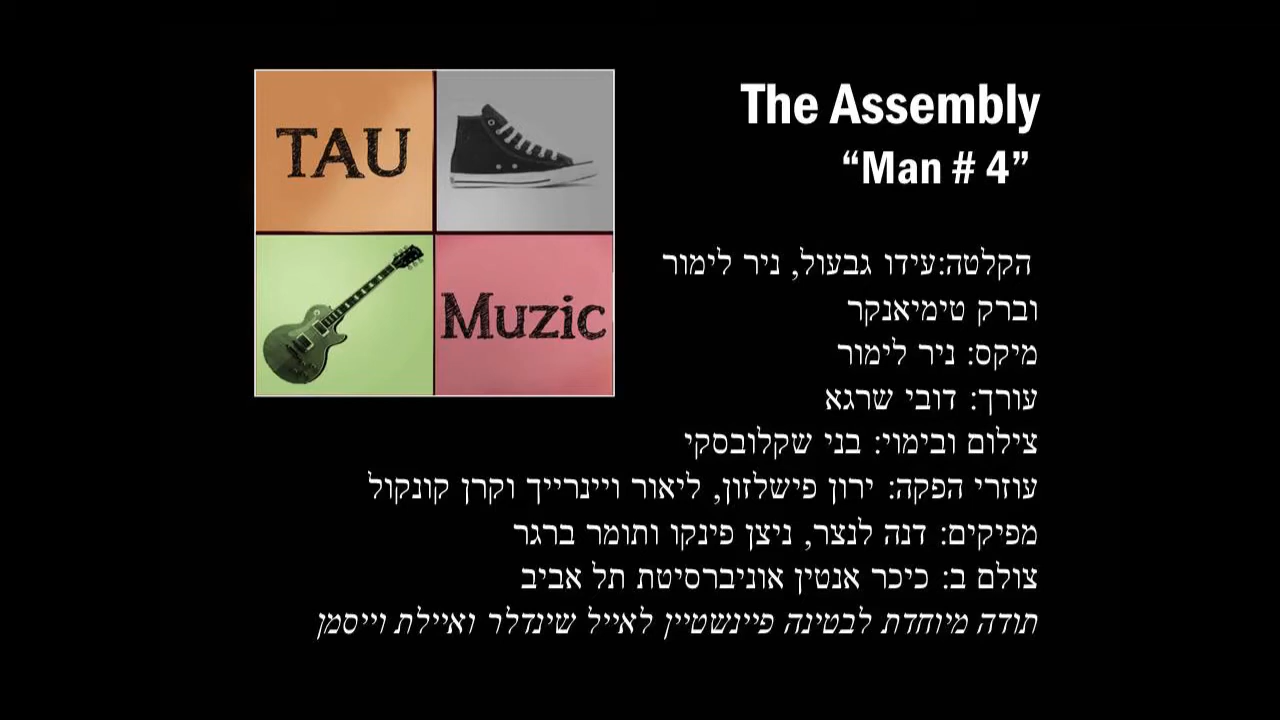 TAU
Muzic
The Assembly
“Man # 4”
הקלטה:עידו גבעול, ניר לימור
וברק טימיאנקר
מיקס: ניר לימור
עורך: דובי שרגא
צילום ובימוי: בני שקלובסקי
עוזרי הפקה: ירון פישלזון, ליאור ויינרייך וקרן קונקול
מפיקים: דנה לנצר, ניצן פינקו ותומר ברגר
צולם ב: כיכר אנטין אוניברסיטת תל אביב
תודה מיוחדת לבטינה פיינשטיין לאייל שינדלר ואיילת וייסמן